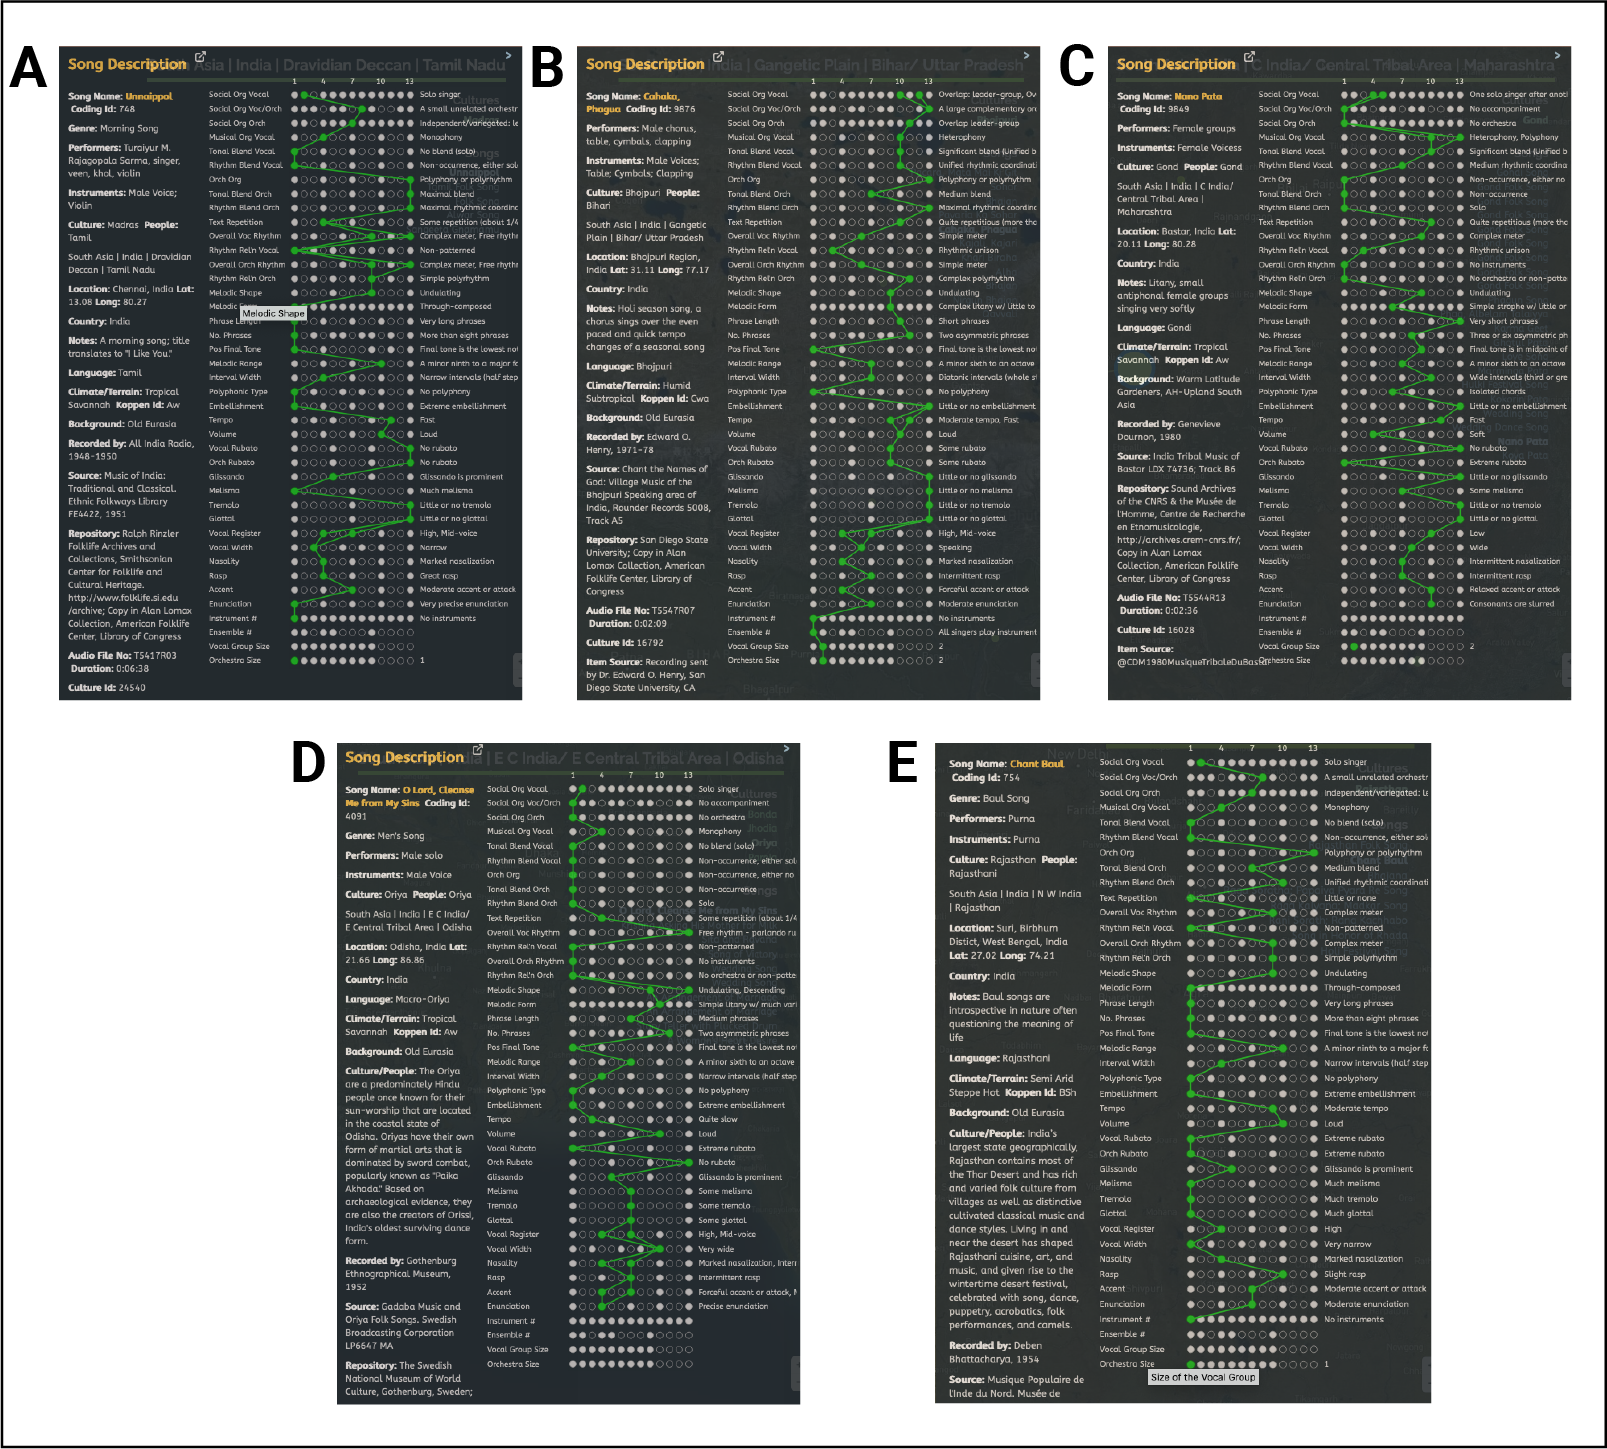 A
Song Description
Asia | India | Dravidian Deccan | Tamil Nadu
1 4 7 10 13
Song Name: Unnaippol
Coding Id: 748
Genre: Morning Song
Performers: Turaiyur M.
Rajagopala Sarma, singer,
veen, khol, violin
Instruments: Male Voice;
Violin
Culture: Madras People:
Tamil
South Asia | India | Dravidian
Deccan | Tamil Nadu
Location: Chennai, India Lat:
13.08 Long: 80.27
Country: India
Notes: A morning song; title
translates to "I Like You."
Language: Tamil
Climate/Terrain: Tropical
Savannah Koppen Id: Aw
Background: Old Eurasia
Recorded by: All India Radio,
1948-1950
Source: Music of India:
Traditional and Classical.
Ethnic Folkways Library
FE4422, 1951
Repository: Ralph Rinzler
Folklife Archives and
Collections, Smithsonian
Center for Folklife and
Cultural Heritage.
http://www.folklife.si.edu
/archive; Copy in Alan Lomax
Collection, American Folklife
Center, Library of Congress
Audio File No: T5417R03
Duration: 0:06:38
Culture Id: 24540
Social Org Vocal Solo singer
Social Org Voc/Orch A small unrelated orchestr
Social Org Orch Independent/variegated: le
Musical Org Vocal Monophony
Tonal Blend Vocal No blend (solo)
Rhythm Blend Vocal Non-occurrence, either sol
Orch Org Polyphony or polyrhythm
Tonal Blend Orch Maximal blend
Rhythm Blend Orch Maximal rhythmic coordinc
Text Repetition Some repetition (about 1/4
Overall Voc Rhythm Complex meter, Free rhythr
Rhythm Rel'n Vocal Non-patterned
Overall Orch Rhythm Complex meter, Free rhythr
Rhythm Rel'n Orch Simple polyrhythm
Melodic Shape Undulating
Melodic Form Through-composed
Melodic Shape
Phrase Length Very long phrases
No. Phrases More than eight phrases
Pos Final Tone Final tone is the lowest not
Melodic Range A minor ninth to a major fo
Interval Width Narrow intervals (half step
Polyphonic Type No polyphony
Embellishment Extreme embellishment
Tempo Fast
Volume Loud
Vocal Rubato No rubato
Orch Rubato No rubato
Glissando Glissando is prominent
Melisma Much melisma
Tremolo Little or no tremolo
Glottal Little or no glottal
Vocal Register High, Mid-voice
Vocal Width Narrow
Nasality Marked nasalization
Rasp Great rasp
Accent Moderate accent or attack
Enunciation Very precise enunciation
Instrument # No instruments
Ensemble #
Vocal Group Size
Orchestra Size 1
B
Song Description
India | Gangetic Plain | Bihar/ Uttar Pradesh
1 4 7 10 13
Song Name: Cahaka,
Phagua Coding Id: 9876
Performers: Male chorus,
table, cymbals, clapping
Instruments: Male Voices;
Table; Cymbals; Clapping
Culture: Bhojpuri People:
Bihari
South Asia | India | Gangetic
Plain | Bihar/ Uttar Pradesh
Location: Bhojpuri Region,
India Lat: 31.11 Long: 77.17
Country: India
Notes: Holi season song, a
chorus sings over the even
paced and quick tempo
changes of a seasonal song
Language: Bhojpuri
Climate/Terrain: Humid
Subtropical Koppen Id: Cwa
Background: Old Eurasia
Recorded by: Edward O.
Henry, 1971-78
Source: Chant the Names of
God: Village Music of the
Bhojpuri Speaking area of
India, Rounder Records 5008,
Track A5
Repository: San Diego State
University; Copy in Alan
Lomax Collection, American
Folklife Center, Library of
Congress
Audio File No: T5547R07
Duration: 0:02:09
Culture Id: 16792
Item Source: Recording sent
by Dr. Edward O. Henry, San
Diego State University, CA
Social Org Vocal Overlap: leader-group, Ov
Social Org Voc/Orch A large complementary or
Social Org Orch Overlap leader-group
Musical Org Vocal Heterophony
Tonal Blend Vocal Significant blend (Unified b
Rhythm Blend Vocal Unified rhythmic coordinati
Orch Org Polyphony or polyrhythm
Tonal Blend Orch Medium blend
Rhythm Blend Orch Maximal rhythmic coordinc
Text Repetition Quite repetitious (more tha
Overall Voc Rhythm Simple meter
Rhythm Rel'n Vocal Rhythmic unison
Overall Orch Rhythm Simple meter
Rhythm Rel'n Orch Complex polyrhythm
Melodic Shape Undulating
Melodic Form Complex litany w/ little to
Phrase Length Short phrases
No. Phrases Two asymmetric phrases
Pos Final Tone Final tone is the lowest not
Melodic Range A minor sixth to an octave
Interval Width Diatonic intervals (whole s
Polyphonic Type No polyphony
Embellishment Little or no embellishment
Tempo Moderate tempo, Fast
Volume Loud
Vocal Rubato Some rubato
Orch Rubato Some rubato
Glissando Little or no glissando
Melisma Little or no melisma
Tremolo Little or no tremolo
Glottal Little or no glottal
Vocal Register High, Mid-voice
Vocal Width Speaking
Nasality Marked nasalization
Rasp Intermittent rasp
Accent Forceful accent or attack
Enunciation Moderate enunciation
Instrument # No instruments
Ensemble # All singers play instrument
Vocal Group Size 2
Orchestra Size 2
C
Song Description
C India/ Central Tribal Area | Maharashtra
1 4 7 10 13
Song Name: Nano Pata
Coding Id: 9849
Performers: Female groups
Instruments: Female Voicess
Culture: Gond People: Gond
South Asia | India | C India/
Central Tribal Area |
Maharashtra
Location: Bastar, India Lat:
20.11 Long: 80.28
Country: India
Notes: Litany, small
antiphonal female groups
singing very softly
Language: Gondi
Climate/Terrain: Tropical
Savannah Koppen Id: Aw
Background: Warm Latitude
Gardeners, AH-Upland South
Asia
Recorded by: Genevieve
Dournon, 1980
Source: India Tribal Music of
Bastar LDX 74736; Track B6
Repository: Sound Archives
of the CNRS & the Musée de
l'Homme, Centre de Recherche
en Etnomusicologie,
http://archives.crem-cnrs.fr/;
Copy in Alan Lomax
Collection, American Folklife
Center, Library of Congress
Audio File No: T5544R13
Duration: 0:02:36
Culture Id: 16028
Item Source:
@CDM1980MusiqueTribaleDuBastar
Social Org Vocal One solo singer after anoth
Social Org Voc/Orch No accompaniment
Social Org Orch No orchestra
Musical Org Vocal Heterophony, Polyphony
Tonal Blend Vocal Significant blend (Unified b
Rhythm Blend Vocal Medium rhythmic coordina
Orch Org Non-occurrence, either no
Tonal Blend Orch Non-occurrence
Rhythm Blend Orch Solo
Text Repetition Quite repetitious (more tha
Overall Voc Rhythm Complex meter
Rhythm Rel'n Vocal Rhythmic unison
Overall Orch Rhythm No instruments
Rhythm Rel'n Orch No orchestra or non-patte
Melodic Shape Undulating
Melodic Form Simple strophe w/ little or
Phrase Length Very short phrases
No. Phrases Three or six asymmetric ph
Pos Final Tone Final tone is in midpoint of
Melodic Range A minor sixth to an octave
Interval Width Wide intervals (third or gre
Polyphonic Type Isolated chords
Embellishment Little or no embellishment
Tempo Fast
Volume Soft
Vocal Rubato No rubato
Orch Rubato Extreme rubato
Glissando Little or no glissando
Melisma Some melisma
Tremolo Little or no tremolo
Glottal Little or no glottal
Vocal Register Low
Vocal Width Wide
Nasality Intermittent nasalization
Rasp Intermittent rasp
Accent Relaxed accent or attack
Enunciation Consonants are slurred
Instrument #
Ensemble #
Vocal Group Size 2
Orchestra Size
D
Song Description
| E C India/ E Central Tribal Area | Odisha
1 4 7 10 13
Song Name: O Lord, Cleanse
Me from My Sins Coding Id:
4091
Genre: Men's Song
Performers: Male solo
Instruments: Male Voice
Culture: Oriya People: Oriya
South Asia | India | E C India/
E Central Tribal Area | Odisha
Location: Odisha, India Lat:
21.66 Long: 86.86
Country: India
Language: Macro-Oriya
Climate/Terrain: Tropical
Savannah Koppen Id: Aw
Background: Old Eurasia
Culture/People: The Oriya
are a predominately Hindu
people once known for their
sun-worship that are located
in the coastal state of
Odisha. Oriyas have their own
form of martial arts that is
dominated by sword combat,
popularly known as "Paika
Akhada." Based on
archaeological evidence, they
are also the creators of Orissi,
India's oldest surviving dance
form.
Recorded by: Gothenburg
Ethnographical Museum,
1952
Source: Gadaba Music and
Oriya Folk Songs. Swedish
Broadcasting Corporation
LP6647 MA
Repository: The Swedish
National Museum of World
Culture, Gothenburg, Sweden;
Social Org Vocal Solo singer
Social Org Voc/Orch No accompaniment
Social Org Orch No orchestra
Musical Org Vocal Monophony
Tonal Blend Vocal No blend (solo)
Rhythm Blend Vocal Non-occurrence, either sol
Orch Org Non-occurrence, either no
Tonal Blend Orch Non-occurrence
Rhythm Blend Orch Solo
Text Repetition Some repetition (about 1/4
Overall Voc Rhythm Free rhythm - parlando ru
Rhythm Rel'n Vocal Non-patterned
Overall Orch Rhythm No instruments
Rhythm Rel'n Orch No orchestra or non-patte
Melodic Shape Undulating, Descending
Melodic Form Simple litany w/ much vari
Phrase Length Medium phrases
No. Phrases Two asymmetric phrases
Pos Final Tone Final tone is the lowest not
Melodic Range A minor sixth to an octave
Interval Width Narrow intervals (half step
Polyphonic Type No polyphony
Embellishment Extreme embellishment
Tempo Quite slow
Volume Loud
Vocal Rubato Extreme rubato
Orch Rubato No rubato
Glissando Glissando is prominent
Melisma Some melisma
Tremolo Some tremolo
Glottal Some glottal
Vocal Register High, Mid-voice
Vocal Width Very wide
Nasality Marked nasalization, Interr
Rasp Intermittent rasp
Accent Forceful accent or attack, M
Enunciation Precise enunciation
Instrument #
Ensemble #
Vocal Group Size
Orchestra Size
E
1 4 7 10 13
Song Name: Chant Baul
Coding Id: 754
Genre: Baul Song
Performers: Purna
Instruments: Purna
Culture: Rajasthan People:
Rajasthani
South Asia | India | N W India
| Rajasthan
Location: Suri, Birbhum
Distict, West Bengal, India
Lat: 27.02 Long: 74.21
Country: India
Notes: Baul songs are
introspective in nature often
questioning the meaning of
life
Language: Rajasthani
Climate/Terrain: Semi Arid
Steppe Hot Koppen Id: BSh
Background: Old Eurasia
Culture/People: India's
largest state geographically,
Rajasthan contains most of
the Thar Desert and has rich
and varied folk culture from
villages as well as distinctive
cultivated classical music and
dance styles. Living in and
near the desert has shaped
Rajasthani cuisine, art, and
music, and given rise to the
wintertime desert festival,
celebrated with song, dance,
puppetry, acrobatics, folk
performances, and camels.
Recorded by: Deben
Bhattacharya, 1954
Source: Musique Populaire de
l'Inde du Nord. Musée de
Social Org Vocal Solo singer
Social Org Voc/Orch A small unrelated orchestr
Social Org Orch Independent/variegated: le
Musical Org Vocal Monophony
Tonal Blend Vocal No blend (solo)
Rhythm Blend Vocal Non-occurrence, either sol
Orch Org Polyphony or polyrhythm
Tonal Blend Orch Medium blend
Rhythm Blend Orch Unified rhythmic coordinati
Text Repetition Little or none
Overall Voc Rhythm Complex meter
Rhythm Rel'n Vocal Non-patterned
Overall Orch Rhythm Complex meter
Rhythm Rel'n Orch Simple polyrhythm
Melodic Shape Undulating
Melodic Form Through-composed
Phrase Length Very long phrases
No. Phrases More than eight phrases
Pos Final Tone Final tone is the lowest not
Melodic Range A minor ninth to a major fo
Interval Width Narrow intervals (half step
Polyphonic Type No polyphony
Embellishment Extreme embellishment
Tempo Moderate tempo
Volume Loud
Vocal Rubato Extreme rubato
Orch Rubato Extreme rubato
Glissando Glissando is prominent
Melisma Much melisma
Tremolo Much tremolo
Glottal Much glottal
Vocal Register High
Vocal Width Very narrow
Nasality Marked nasalization
Rasp Slight rasp
Accent Moderate accent or attack
Enunciation Moderate enunciation
Instrument # No instruments
Ensemble #
Vocal Group Size
Orchestra Size 1
Size of the Vocal Group